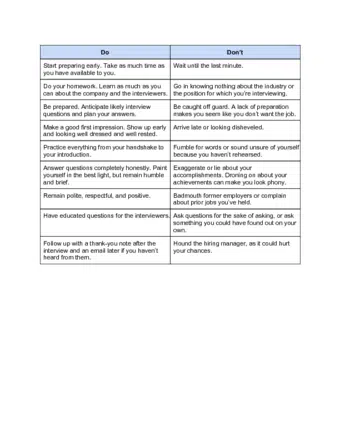 Do
Don't
Start preparing early. Take as much time as
you have available to you.
Wait until the last minute.
Do your homework. Learn as much as you
can about the company and the interviewers.
Go in knowing nothing about the industry or
the position for which you're interviewing.
Be prepared. Anticipate likely interview
questions and plan your answers.
Be caught off guard. A lack of preparation
makes you seem like you don't want the job.
Make a good first impression. Show up early
and looking well dressed and well rested.
Arrive late or looking disheveled.
Practice everything from your handshake to
your introduction.
Fumble for words or sound unsure of yourself
because you haven't rehearsed.
Answer questions completely honestly. Paint
yourself in the best light, but remain humble
and brief.
Exaggerate or lie about your
accomplishments. Droning on about your
achievements can make you look phony.
Remain polite, respectful, and positive.
Badmouth former employers or complain
about prior jobs you've held.
Have educated questions for the interviewers.
Ask questions for the sake of asking, or ask
something you could have found out on your
own.
Follow up with a thank-you note after the
interview and an email later if you haven't
heard from them.
Hound the hiring manager, as it could hurt
your chances.